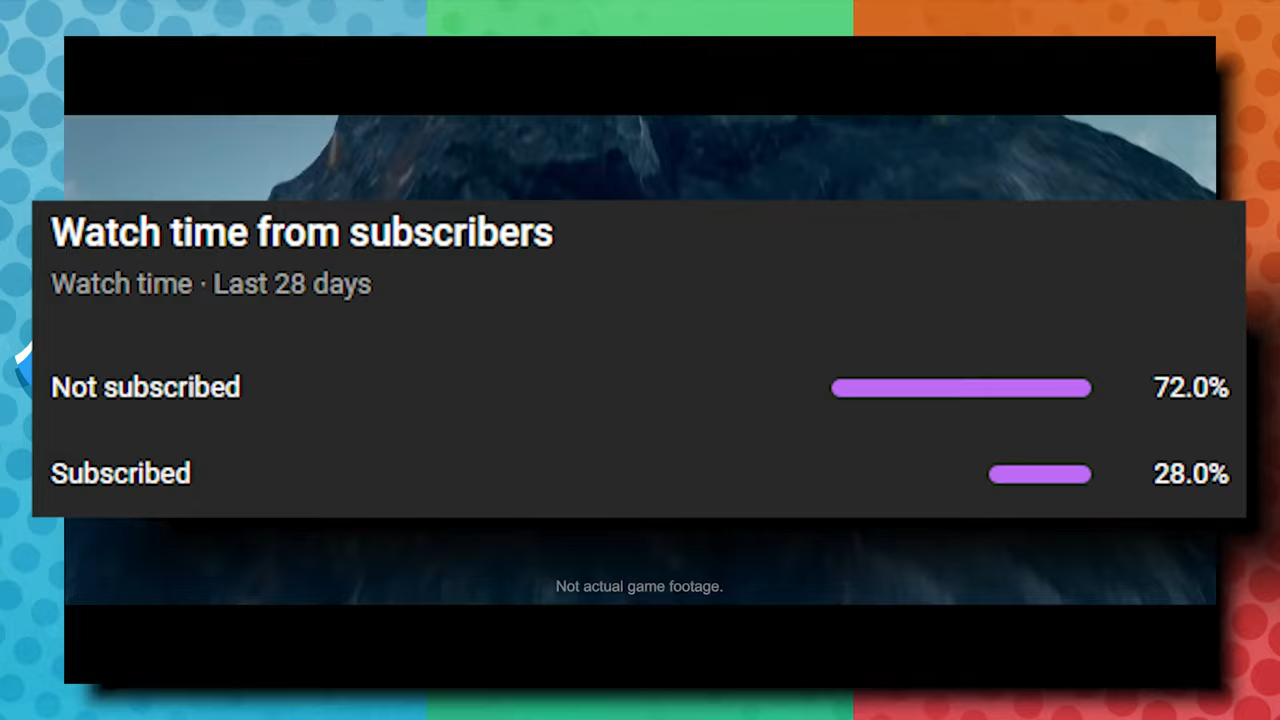 Watch time from subscribers
Watch time · Last 28 days
Not subscribed 72.0%
Subscribed 28.0%
Not actual game footage.